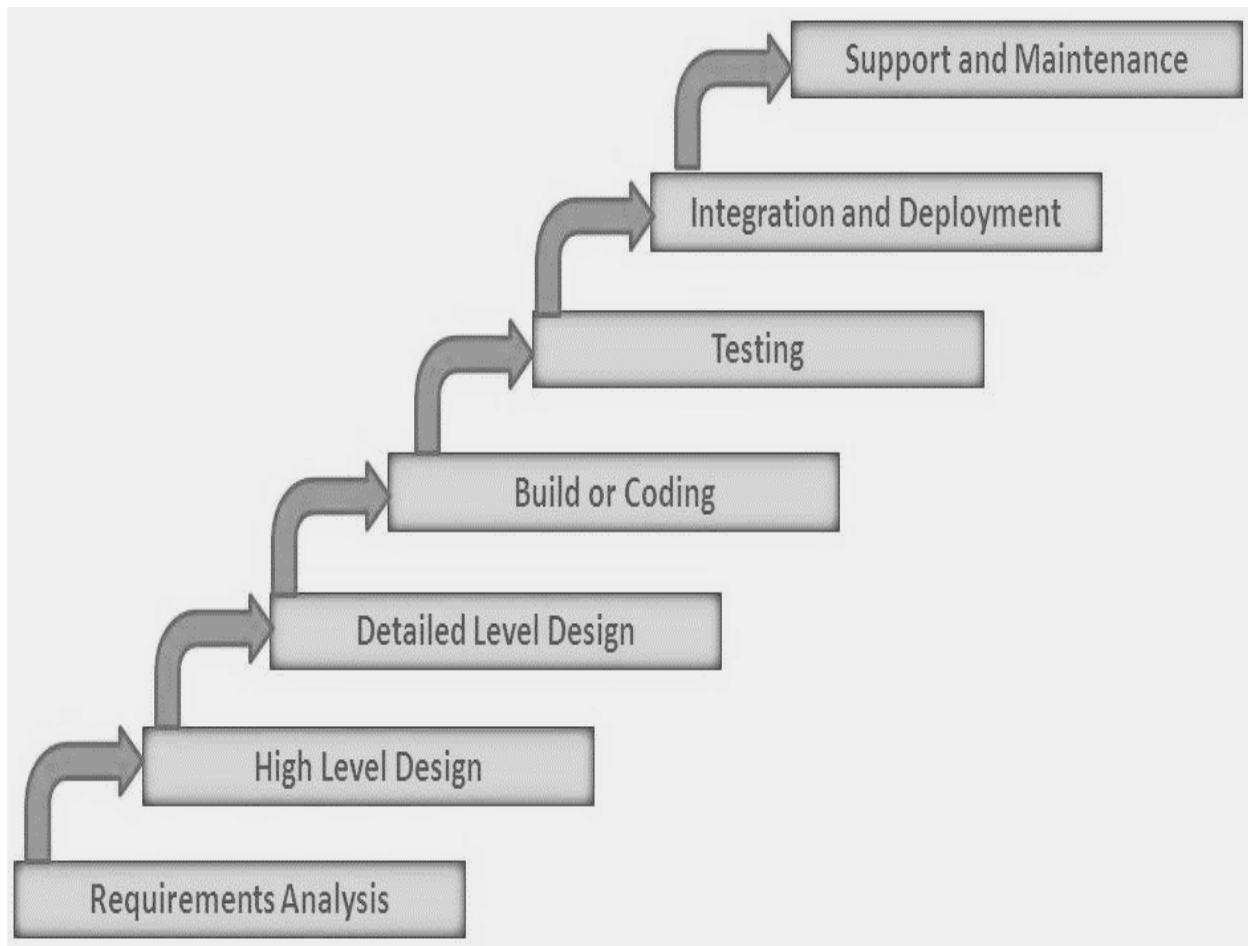 Support and Maintenance
Integration and Deployment
Testing
Build or Coding
Detailed Level Design
High Level Design
Requirements Analysis